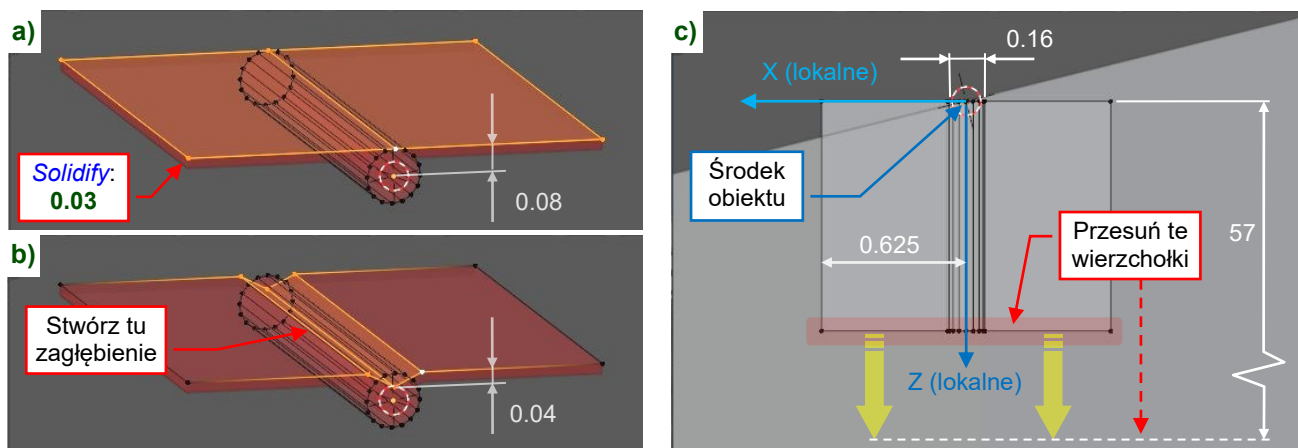 a)
Solidify:
0.03
0.08
b)
Stwórz tu
zagłębienie
0.04
c)
0.16
X (lokalne)
Środek
obiektu
0.625
Przesuń te
wierzchołki
57
Z (lokalne)